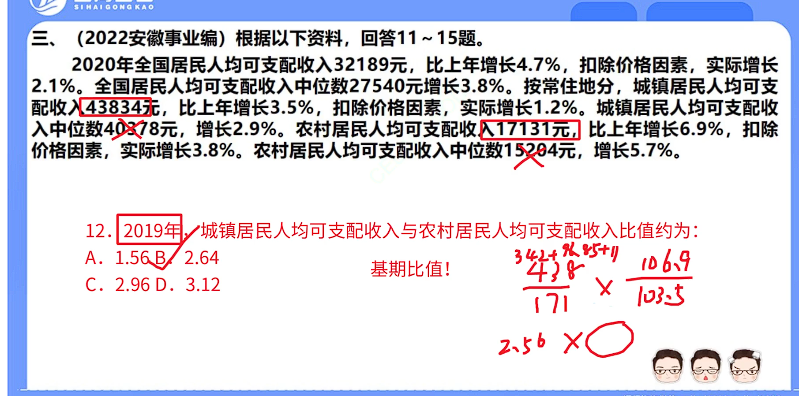 SIHAIGONGKAO
三、（2022安徽事业编）根据以下资料，回答11～15题。
2020年全国居民人均可支配收入32189元，比上年增长4.7%，扣除价格因素，实际增长
2.1%。全国居民人均可支配收入中位数27540元增长3.8%。按常住地分，城镇居民人均可支
配收入43834元，比上年增长3.5%，扣除价格因素，实际增长1.2%。城镇居民人均可支配收
入中位数40378元，增长2.9%。农村居民人均可支配收入17131元，比上年增长6.9%，扣除
价格因素，实际增长3.8%。农村居民人均可支配收入中位数15204元，增长5.7%。
12. 2019年，城镇居民人均可支配收入与农村居民人均可支配收入比值约为：
A．1.56 B．2.64
C．2.96 D．3.12
基期比值！
342+
438
171
×
106.9
103.5
2.56 ×